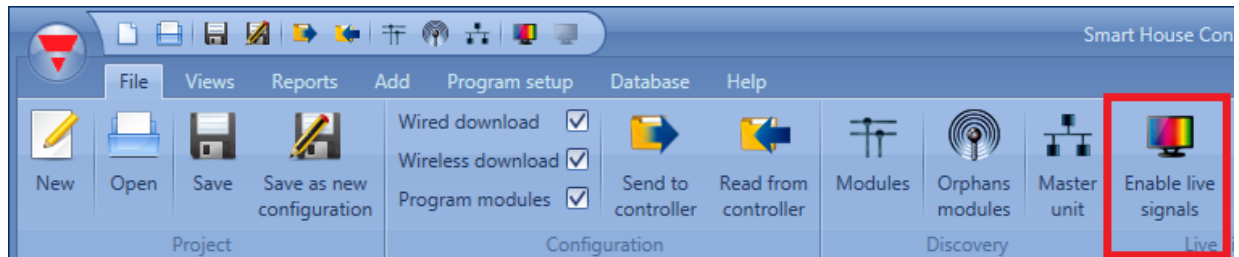 Smart House Con
File Views Reports Add Program setup Database Help
Wired download
Wireless download
Program modules
New Open Save Save as new configuration
Send to controller
Read from controller
Modules
Orphans modules
Master unit
Enable live signals
Project Configuration Discovery Live